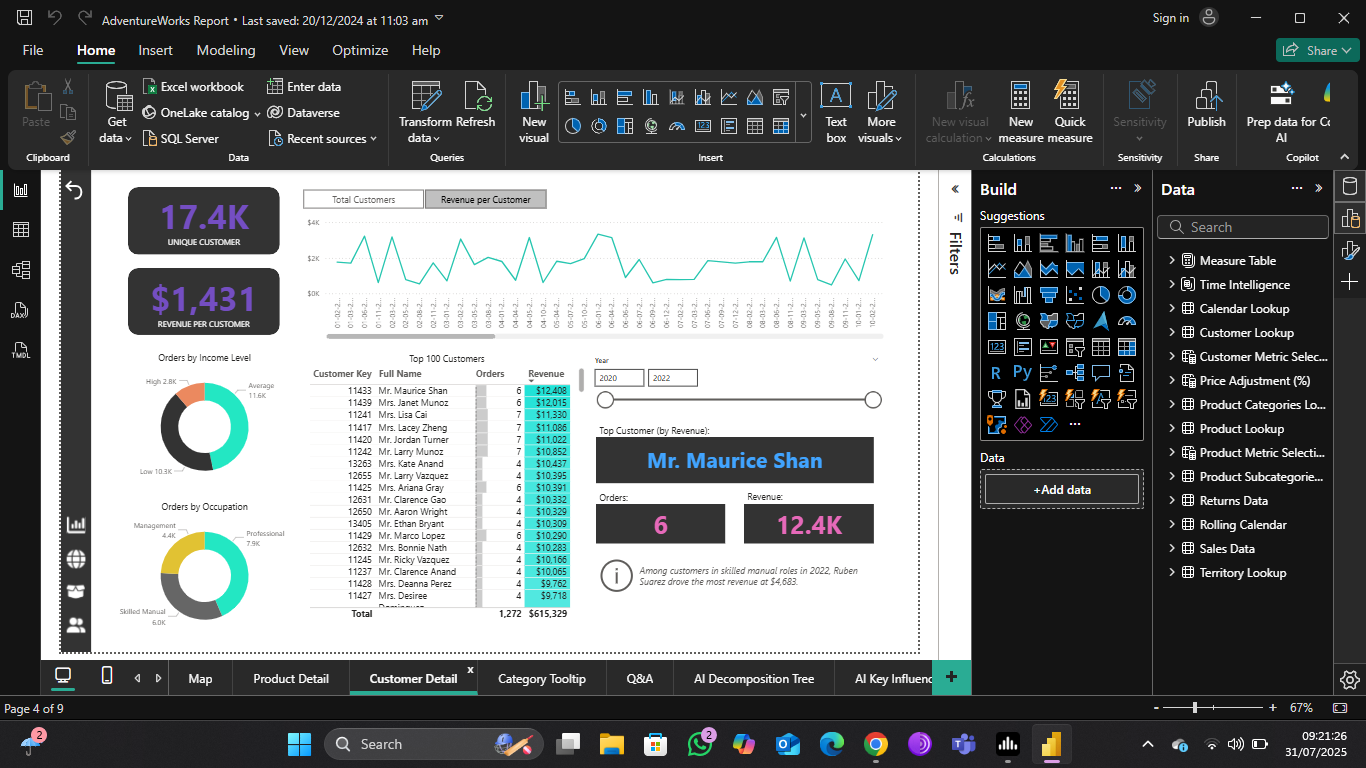 AdventureWorks Report • Last saved: 20/12/2024 at 11:03 am
Sign in
File
Home
Insert
Modeling
View
Optimize
Help
Share
Paste
Clipboard
Get data
Excel workbook
OneLake catalog
SQL Server
Enter data
Dataverse
Recent sources
Data
Transform data
Refresh
Queries
New visual
Text box
More visuals
Insert
New visual calculation
New measure
Quick measure
Calculations
Sensitivity
Sensitivity
Publish
Share
Prep data for AI
Copilot
17.4K
UNIQUE CUSTOMER
$1,431
REVENUE PER CUSTOMER
Total Customers
Revenue per Customer
$4K
$2K
$0K
Orders by Income Level
High 2.8K
Average 11.6K
Low 10.3K
Orders by Occupation
Management 4.4K
Professional 7.9K
Skilled Manual 6.0K
Top 100 Customers
Customer Key Full Name Orders Revenue
11433 Mr. Maurice Shan 6 $12,408
11439 Mrs. Janet Munoz 6 $12,015
11241 Mrs. Lisa Cai 7 $11,330
11417 Mrs. Lacey Zheng 7 $11,086
11420 Mr. Jordan Turner 7 $11,022
11242 Mr. Larry Munoz 7 $10,852
13263 Mrs. Kate Anand 4 $10,437
12655 Mr. Larry Vazquez 4 $10,395
11425 Mrs. Ariana Gray 6 $10,391
12631 Mr. Clarence Gao 4 $10,332
12650 Mr. Aaron Wright 4 $10,329
13405 Mr. Ethan Bryant 4 $10,309
11429 Mr. Marco Lopez 6 $10,290
12632 Mrs. Bonnie Nath 4 $10,283
11245 Mr. Ricky Vazquez 4 $10,166
11237 Mr. Clarence Anand 4 $10,065
11428 Mrs. Deanna Perez 4 $9,762
11427 Mrs. Desiree 4 $9,718
Total 1,272 $615,329
Year
2020
2022
Top Customer (by Revenue):
Mr. Maurice Shan
Orders:
6
Revenue:
12.4K
Among customers in skilled manual roles in 2022, Ruben
Suarez drove the most revenue at $4,683.
Filters
Build
Suggestions
Data
+Add data
Data
Search
Measure Table
Time Intelligence
Calendar Lookup
Customer Lookup
Customer Metric Selec...
Price Adjustment (%)
Product Categories Lo...
Product Lookup
Product Metric Selecti...
Product Subcategorie...
Returns Data
Rolling Calendar
Sales Data
Territory Lookup
Map
Product Detail
Customer Detail
Category Tooltip
Q&A
AI Decomposition Tree
AI Key Influenc
Page 4 of 9
67%
2
Search
2
09:21:26
31/07/2025